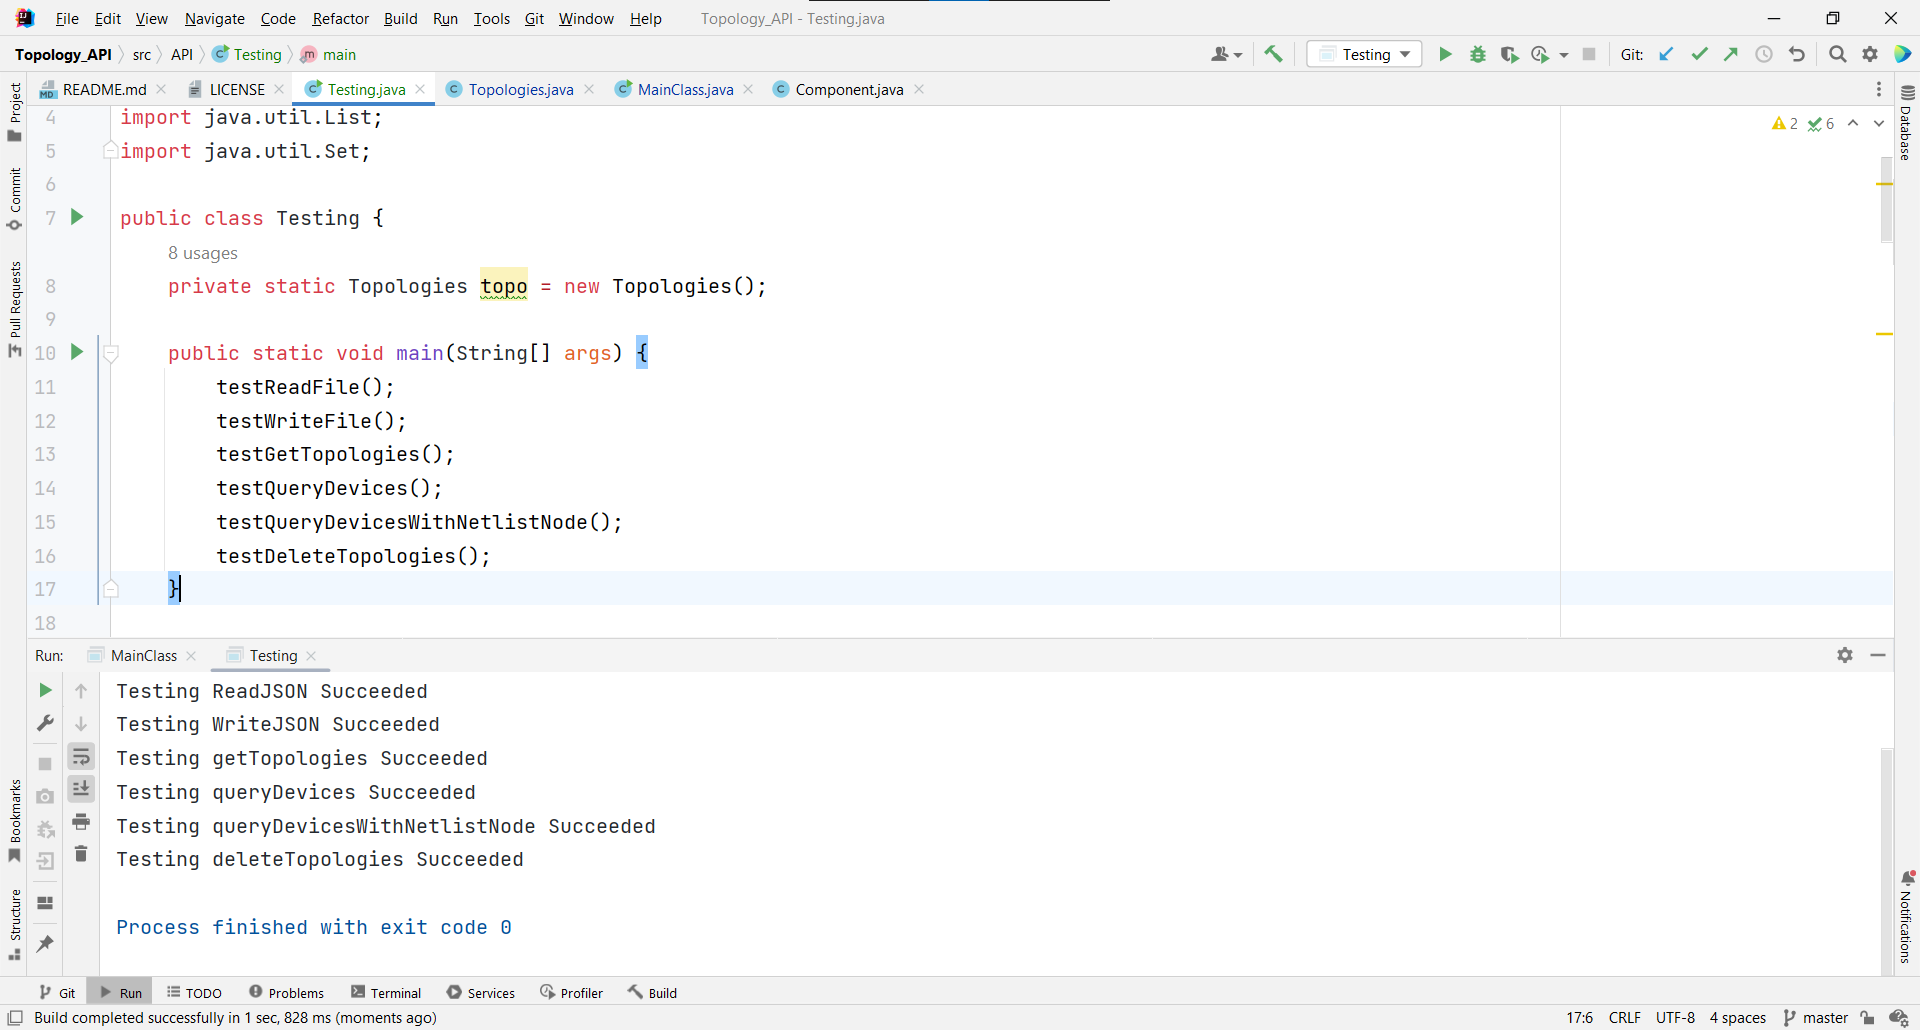 File Edit View Navigate Code Refactor Build Run Tools Git Window Help Topology_API - Testing.java
Topology_API src API Testing main Testing Git:
README.md LICENSE Testing.java Topologies.java MainClass.java Component.java
Project
Commit
Pull Requests
Bookmarks
Structure
Database
Notifications
2 6
4 import java.util.List;
5 import java.util.Set;
6
7 public class Testing {
8 usages
8 private static Topologies topo = new Topologies();
9
10 public static void main(String[] args) {
11 testReadFile();
12 testWriteFile();
13 testGetTopologies();
14 testQueryDevices();
15 testQueryDevicesWithNetlistNode();
16 testDeleteTopologies();
17 }
18
Run: MainClass Testing
Testing ReadJSON Succeeded
Testing WriteJSON Succeeded
Testing getTopologies Succeeded
Testing queryDevices Succeeded
Testing queryDevicesWithNetlistNode Succeeded
Testing deleteTopologies Succeeded
Process finished with exit code 0
Git Run TODO Problems Terminal Services Profiler Build
Build completed successfully in 1 sec, 828 ms (moments ago) 17:6 CRLF UTF-8 4 spaces master